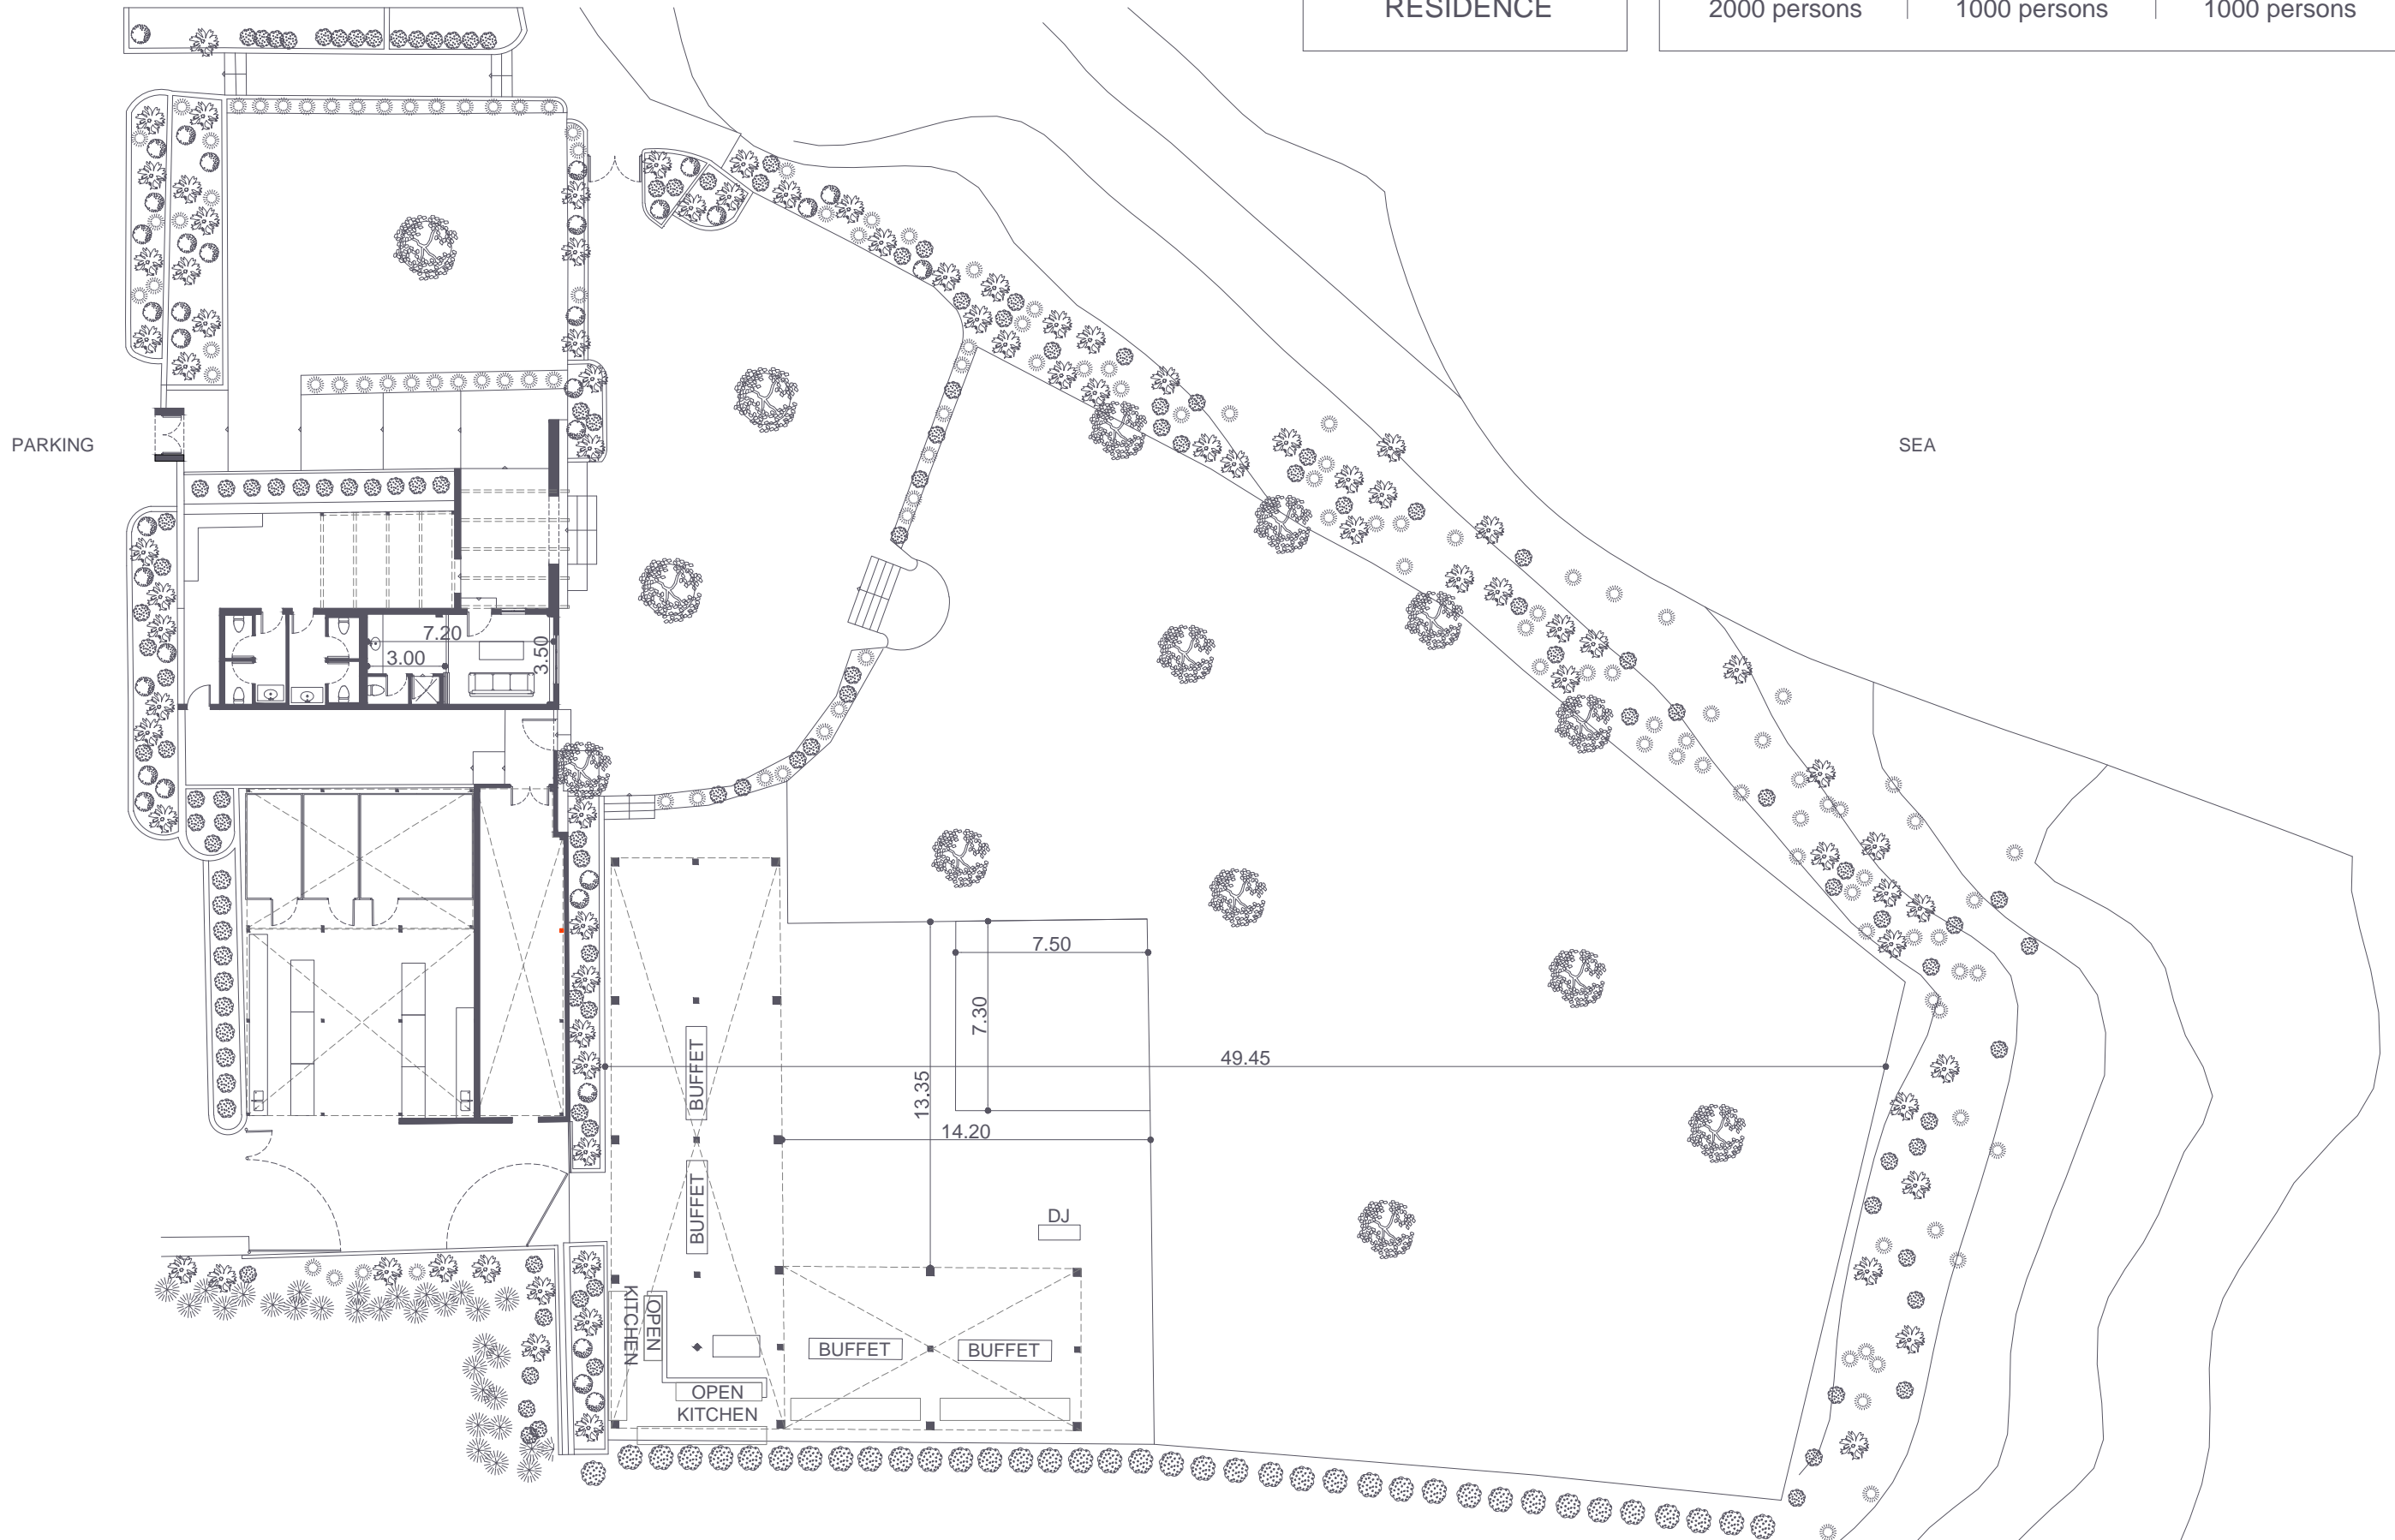 RESIDENCE
2000 persons
1000 persons
1000 persons
PARKING
SEA
7.20
3.00
3.50
7.50
7.30
13.35
49.45
14.20
BUFFET
BUFFET
DJ
OPEN
KITCHEN
BUFFET
BUFFET
OPEN
KITCHEN